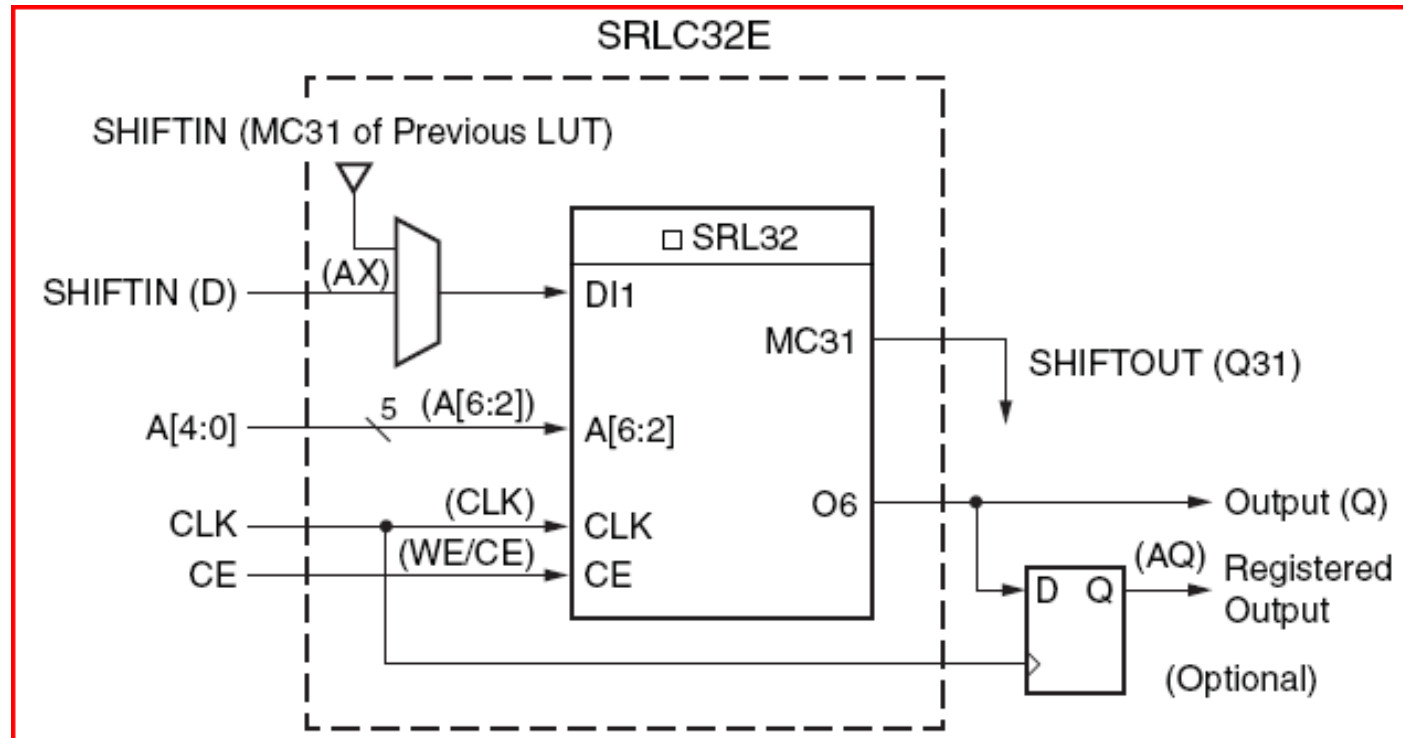 SRLC32E
SHIFTIN (MC31 of Previous LUT)
SRL32
SHIFTIN (D)
(AX)
DI1
MC31
SHIFTOUT (Q31)
A[4:0]
5
(A[6:2])
A[6:2]
CLK
(CLK)
CLK
O6
Output (Q)
CE
(WE/CE)
CE
D Q
(AQ)
Registered
Output
(Optional)